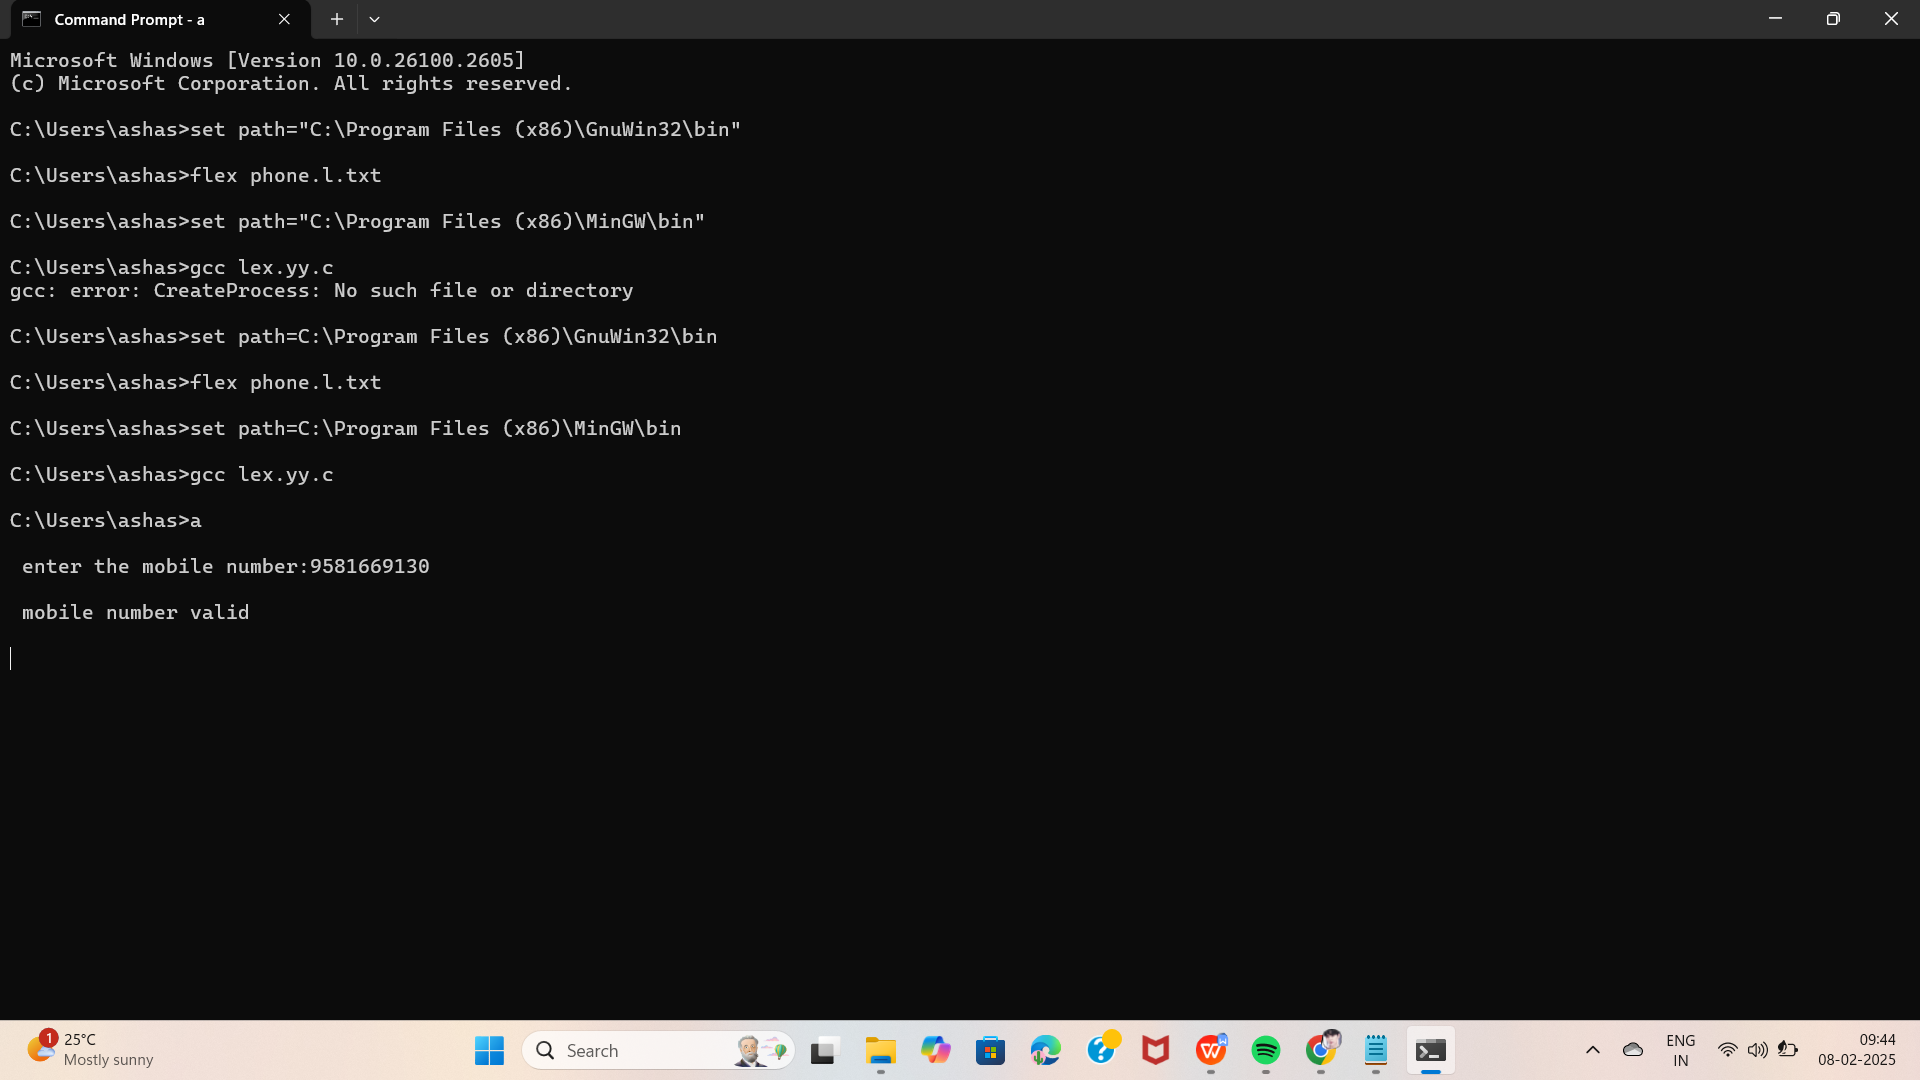 Command Prompt - a
Microsoft Windows [Version 10.0.26100.2605]
(c) Microsoft Corporation. All rights reserved.
C:\Users\ashas>set path="C:\Program Files (x86)\GnuWin32\bin"
C:\Users\ashas>flex phone.l.txt
C:\Users\ashas>set path="C:\Program Files (x86)\MinGW\bin"
C:\Users\ashas>gcc lex.yy.c
gcc: error: CreateProcess: No such file or directory
C:\Users\ashas>set path=C:\Program Files (x86)\GnuWin32\bin
C:\Users\ashas>flex phone.l.txt
C:\Users\ashas>set path=C:\Program Files (x86)\MinGW\bin
C:\Users\ashas>gcc lex.yy.c
C:\Users\ashas>a
enter the mobile number:9581669130
mobile number valid
1
25°C
Mostly sunny
Search
ENG
IN
09:44
08-02-2025